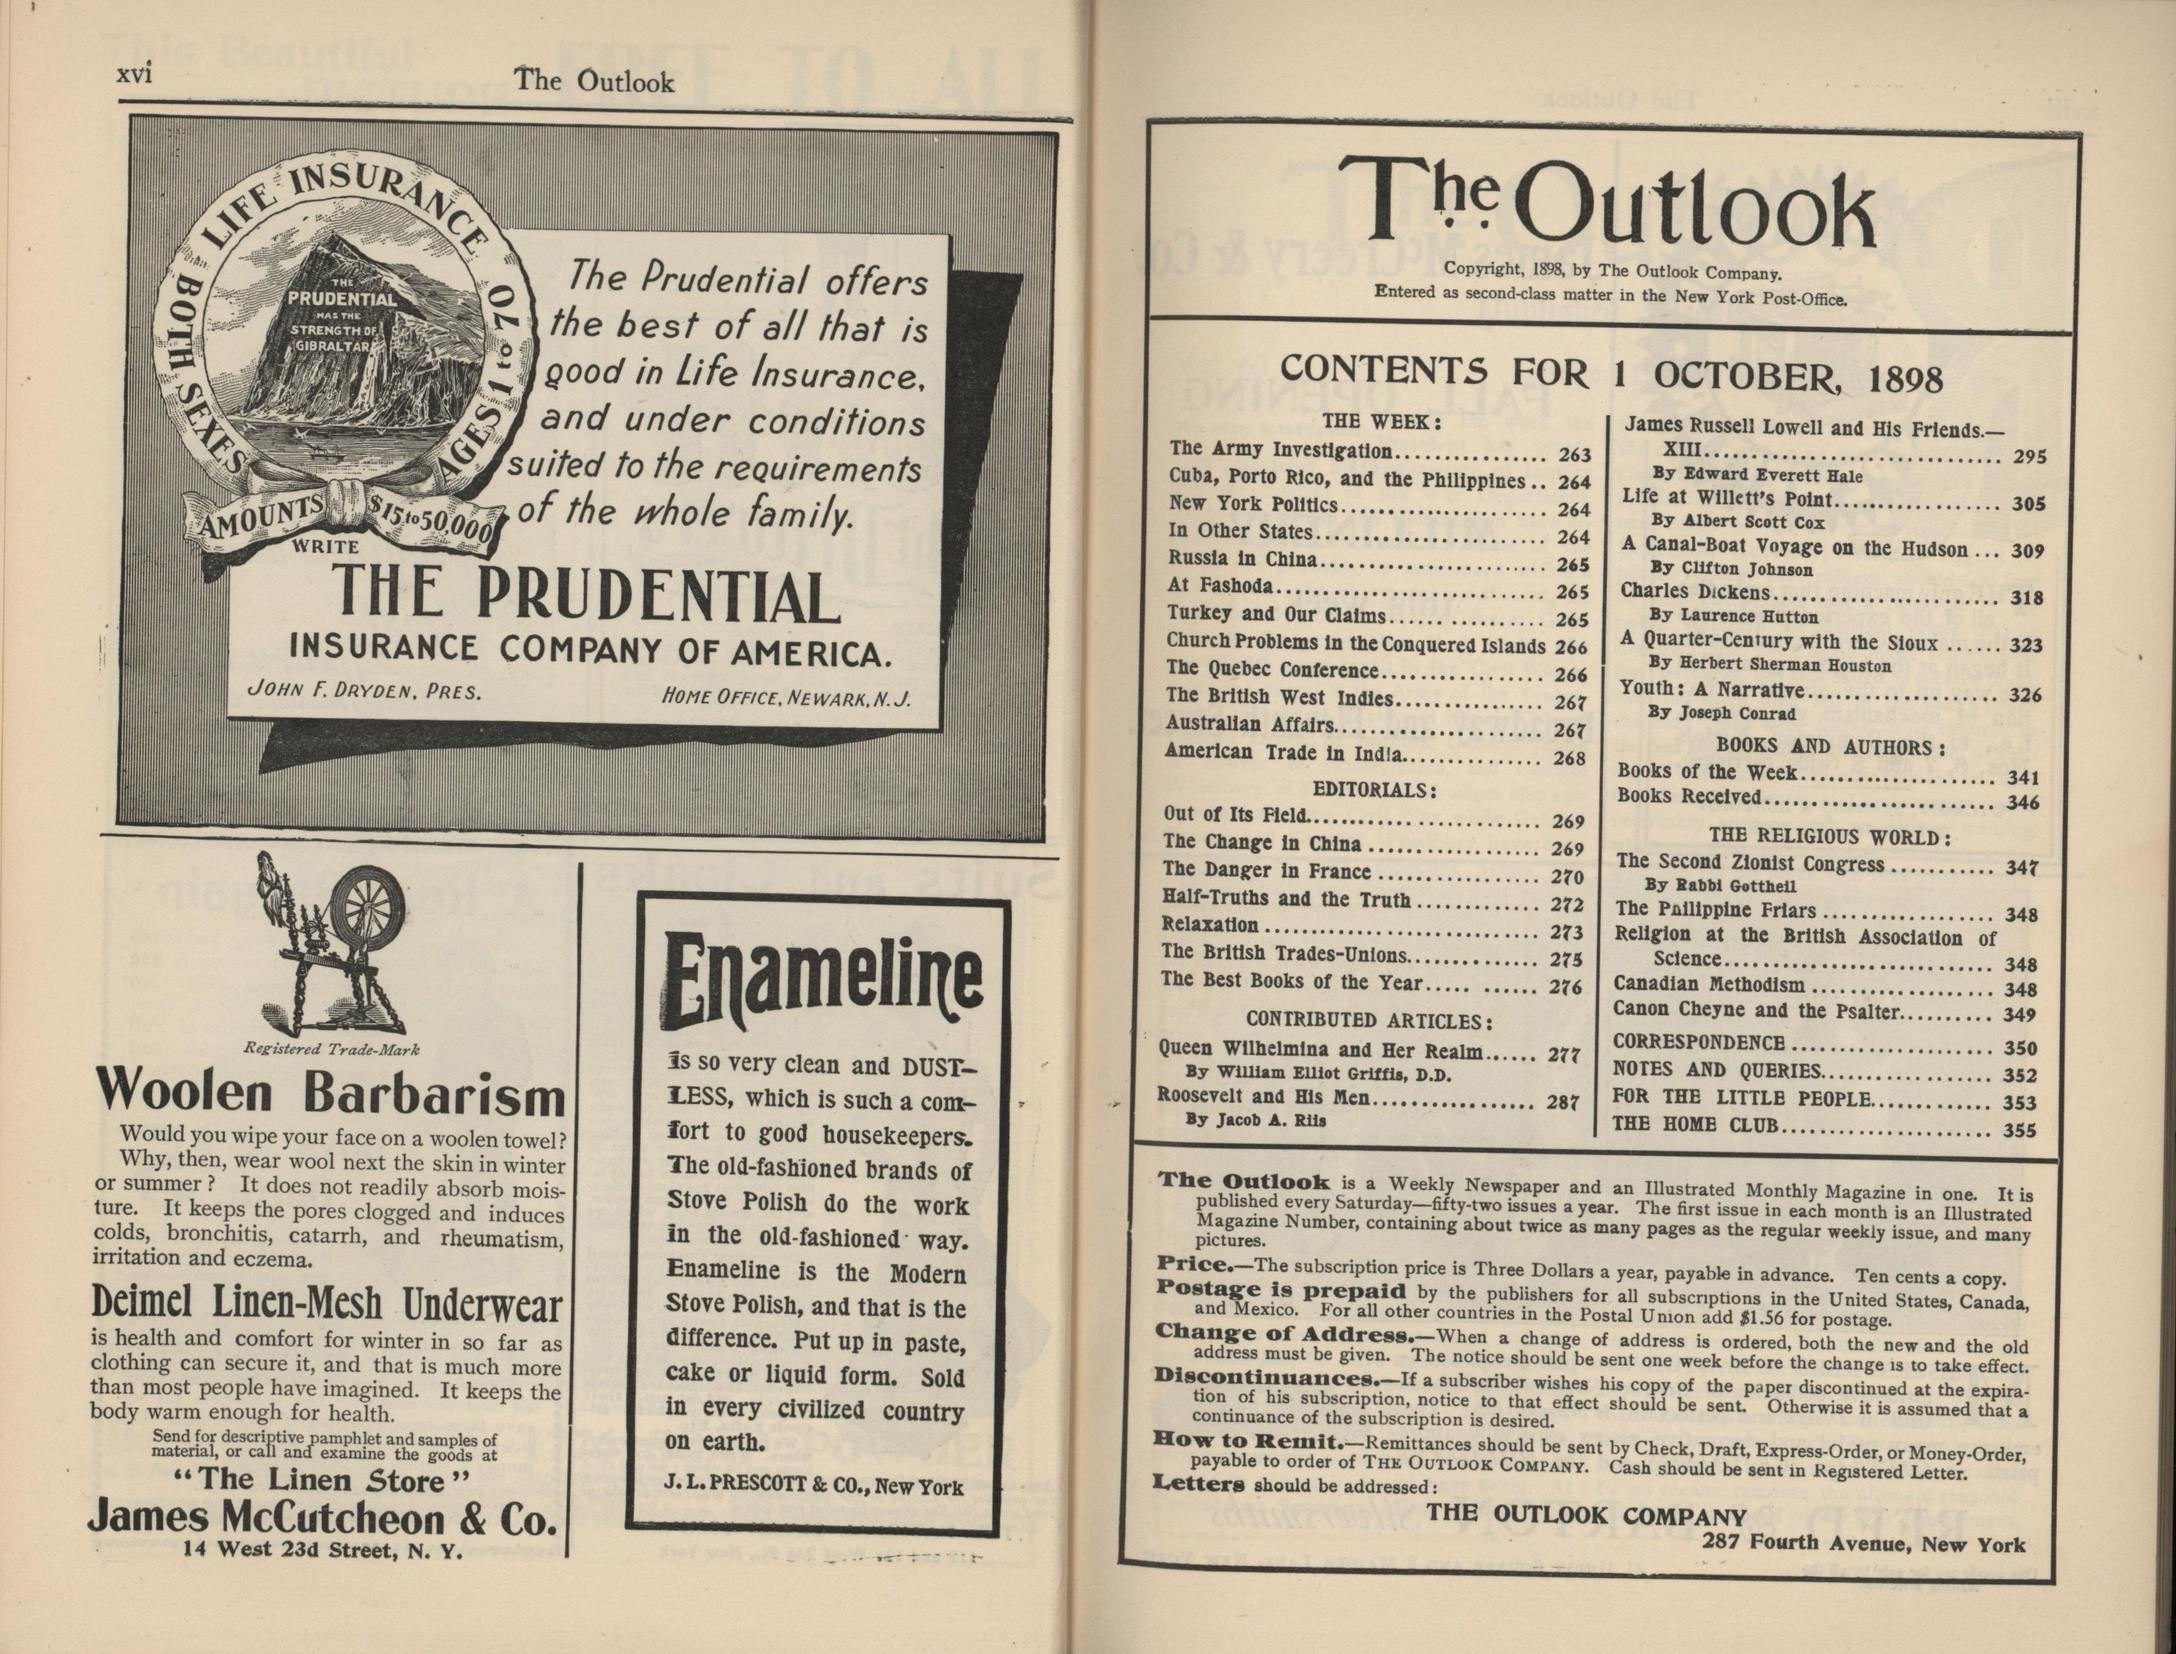 xvi
The Outlook
LIFE INSURANCE
BOTH SEXES
AGES 1 to 70
AMOUNTS $15 to 50,000
THE
PRUDENTIAL
HAS THE
STRENGTH OF
GIBRALTAR
The Prudential offers
the best of all that is
good in Life Insurance,
and under conditions
suited to the requirements
of the whole family.
WRITE
THE PRUDENTIAL
INSURANCE COMPANY OF AMERICA.
JOHN F. DRYDEN, PRES. HOME OFFICE, NEWARK, N. J.
Registered Trade-Mark
Woolen Barbarism
Would you wipe your face on a woolen towel?
Why, then, wear wool next the skin in winter
or summer? It does not readily absorb mois-
ture. It keeps the pores clogged and induces
colds, bronchitis, catarrh, and rheumatism,
irritation and eczema.
Deimel Linen-Mesh Underwear
is health and comfort for winter in so far as
clothing can secure it, and that is much more
than most people have imagined. It keeps the
body warm enough for health.
Send for descriptive pamphlet and samples of
material, or call and examine the goods at
"The Linen Store"
James McCutcheon & Co.
14 West 23d Street, N. Y.
Enameline
is so very clean and DUST-
LESS, which is such a com-
fort to good housekeepers.
The old-fashioned brands of
Stove Polish do the work
in the old-fashioned way.
Enameline is the Modern
Stove Polish, and that is the
difference. Put up in paste,
cake or liquid form. Sold
in every civilized country
on earth.
J. L. PRESCOTT & CO., New York
The Outlook
Copyright, 1898, by The Outlook Company.
Entered as second-class matter in the New York Post-Office.
CONTENTS FOR 1 OCTOBER, 1898
THE WEEK:
The Army Investigation................ 263
Cuba, Porto Rico, and the Philippines.. 264
New York Politics...................... 264
In Other States......................... 264
Russia in China........................ 265
At Fashoda............................ 265
Turkey and Our Claims...... .......... 265
Church Problems in the Conquered Islands 266
The Quebec Conference................. 266
The British West Indies................ 267
Australian Affairs...................... 267
American Trade in India............... 268
EDITORIALS:
Out of Its Field......................... 269
The Change in China .................. 269
The Danger in France ................. 270
Half-Truths and the Truth ............. 272
Relaxation ............................. 273
The British Trades-Unions.............. 275
The Best Books of the Year..... ...... 276
CONTRIBUTED ARTICLES:
Queen Wilhelmina and Her Realm...... 277
By William Elliot Griffis, D.D.
Roosevelt and His Men................. 287
By Jacob A. Riis
James Russell Lowell and His Friends.—
XIII............................... 295
By Edward Everett Hale
Life at Willett's Point.................. 305
By Albert Scott Cox
A Canal-Boat Voyage on the Hudson... 309
By Clifton Johnson
Charles Dickens........................ 318
By Laurence Hutton
A Quarter-Century with the Sioux ...... 323
By Herbert Sherman Houston
Youth: A Narrative.................... 326
By Joseph Conrad
BOOKS AND AUTHORS:
Books of the Week..................... 341
Books Received........................ 346
THE RELIGIOUS WORLD:
The Second Zionist Congress ........... 347
By Rabbi Gottheil
The Philippine Friars .................. 348
Religion at the British Association of
Science............................ 348
Canadian Methodism ................... 348
Canon Cheyne and the Psalter.......... 349
CORRESPONDENCE ..................... 350
NOTES AND QUERIES.................. 352
FOR THE LITTLE PEOPLE............. 353
THE HOME CLUB...................... 355
The Outlook is a Weekly Newspaper and an Illustrated Monthly Magazine in one. It is
published every Saturday—fifty-two issues a year. The first issue in each month is an Illustrated
Magazine Number, containing about twice as many pages as the regular weekly issue, and many
pictures.
Price.—The subscription price is Three Dollars a year, payable in advance. Ten cents a copy.
Postage is prepaid by the publishers for all subscriptions in the United States, Canada,
and Mexico. For all other countries in the Postal Union add $1.56 for postage.
Change of Address.—When a change of address is ordered, both the new and the old
address must be given. The notice should be sent one week before the change is to take effect.
Discontinuances.—If a subscriber wishes his copy of the paper discontinued at the expira-
tion of his subscription, notice to that effect should be sent. Otherwise it is assumed that a
continuance of the subscription is desired.
How to Remit.—Remittances should be sent by Check, Draft, Express-Order, or Money-Order,
payable to order of THE OUTLOOK COMPANY. Cash should be sent in Registered Letter.
Letters should be addressed:
THE OUTLOOK COMPANY
287 Fourth Avenue, New York